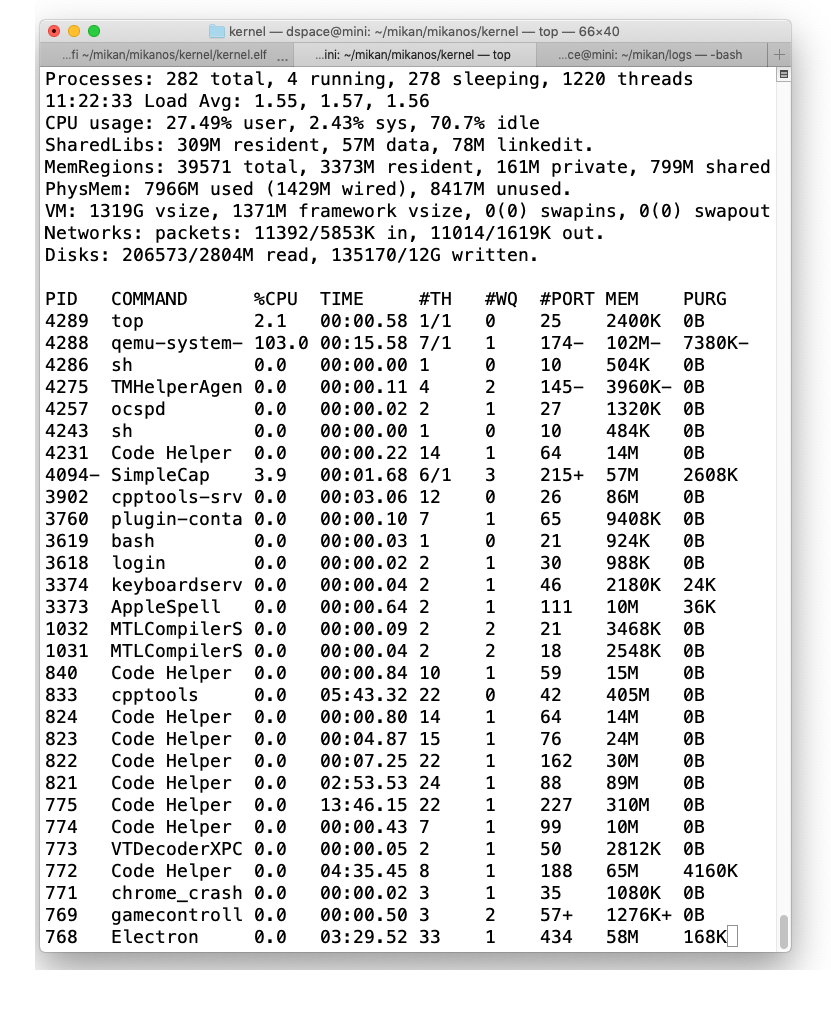 kernel — dspace@mini: ~/mikan/mikanos/kernel — top — 66×40
...fi ~/mikan/mikanos/kernel/kernel.elf ... ...ini: ~/mikan/mikanos/kernel — top ...ce@mini: ~/mikan/logs — -bash +
Processes: 282 total, 4 running, 278 sleeping, 1220 threads
11:22:33 Load Avg: 1.55, 1.57, 1.56
CPU usage: 27.49% user, 2.43% sys, 70.7% idle
SharedLibs: 309M resident, 57M data, 78M linkedit.
MemRegions: 39571 total, 3373M resident, 161M private, 799M shared
PhysMem: 7966M used (1429M wired), 8417M unused.
VM: 1319G vsize, 1371M framework vsize, 0(0) swapins, 0(0) swapout
Networks: packets: 11392/5853K in, 11014/1619K out.
Disks: 206573/2804M read, 135170/12G written.
PID COMMAND %CPU TIME #TH #WQ #PORT MEM PURG
4289 top 2.1 00:00.58 1/1 0 25 2400K 0B
4288 qemu-system- 103.0 00:15.58 7/1 1 174- 102M- 7380K-
4286 sh 0.0 00:00.00 1 0 10 504K 0B
4275 TMHelperAgen 0.0 00:00.11 4 2 145- 3960K- 0B
4257 ocspd 0.0 00:00.02 2 1 27 1320K 0B
4243 sh 0.0 00:00.00 1 0 10 484K 0B
4231 Code Helper 0.0 00:00.22 14 1 64 14M 0B
4094- SimpleCap 3.9 00:01.68 6/1 3 215+ 57M 2608K
3902 cpptools-srv 0.0 00:03.06 12 0 26 86M 0B
3760 plugin-conta 0.0 00:00.10 7 1 65 9408K 0B
3619 bash 0.0 00:00.03 1 0 21 924K 0B
3618 login 0.0 00:00.02 2 1 30 988K 0B
3374 keyboardserv 0.0 00:00.04 2 1 46 2180K 24K
3373 AppleSpell 0.0 00:00.64 2 1 111 10M 36K
1032 MTLCompilerS 0.0 00:00.09 2 2 21 3468K 0B
1031 MTLCompilerS 0.0 00:00.04 2 2 18 2548K 0B
840 Code Helper 0.0 00:00.84 10 1 59 15M 0B
833 cpptools 0.0 05:43.32 22 0 42 405M 0B
824 Code Helper 0.0 00:00.80 14 1 64 14M 0B
823 Code Helper 0.0 00:04.87 15 1 76 24M 0B
822 Code Helper 0.0 00:07.25 22 1 162 30M 0B
821 Code Helper 0.0 02:53.53 24 1 88 89M 0B
775 Code Helper 0.0 13:46.15 22 1 227 310M 0B
774 Code Helper 0.0 00:00.43 7 1 99 10M 0B
773 VTDecoderXPC 0.0 00:00.05 2 1 50 2812K 0B
772 Code Helper 0.0 04:35.45 8 1 188 65M 4160K
771 chrome_crash 0.0 00:00.02 3 1 35 1080K 0B
769 gamecontroll 0.0 00:00.50 3 2 57+ 1276K+ 0B
768 Electron 0.0 03:29.52 33 1 434 58M 168K